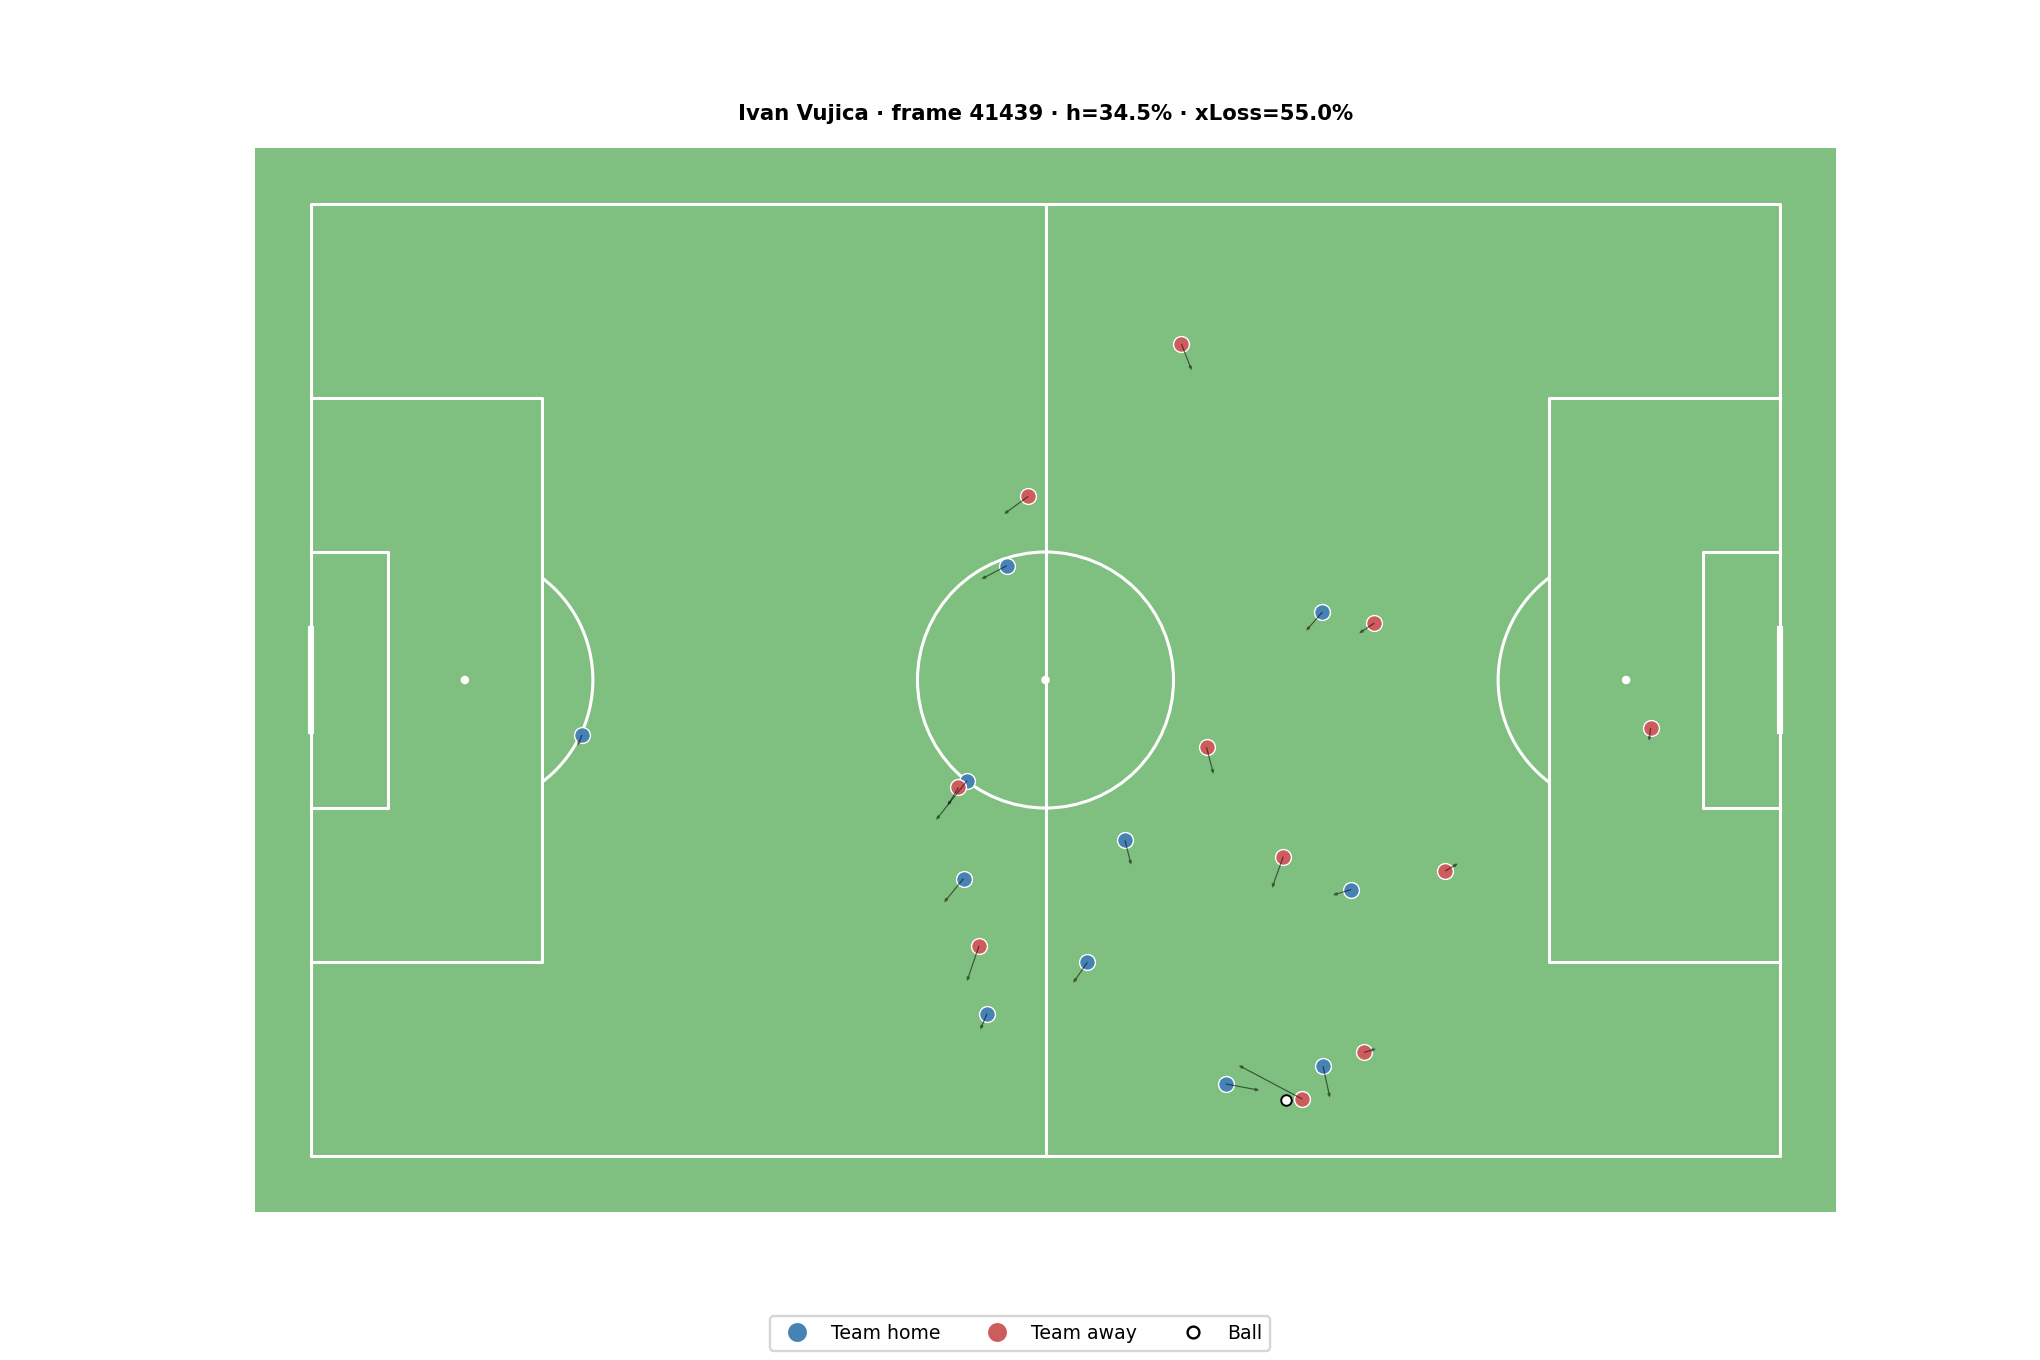 Ivan Vujica · frame 41439 · h=34.5% · xLoss=55.0%
Team home
Team away
Ball